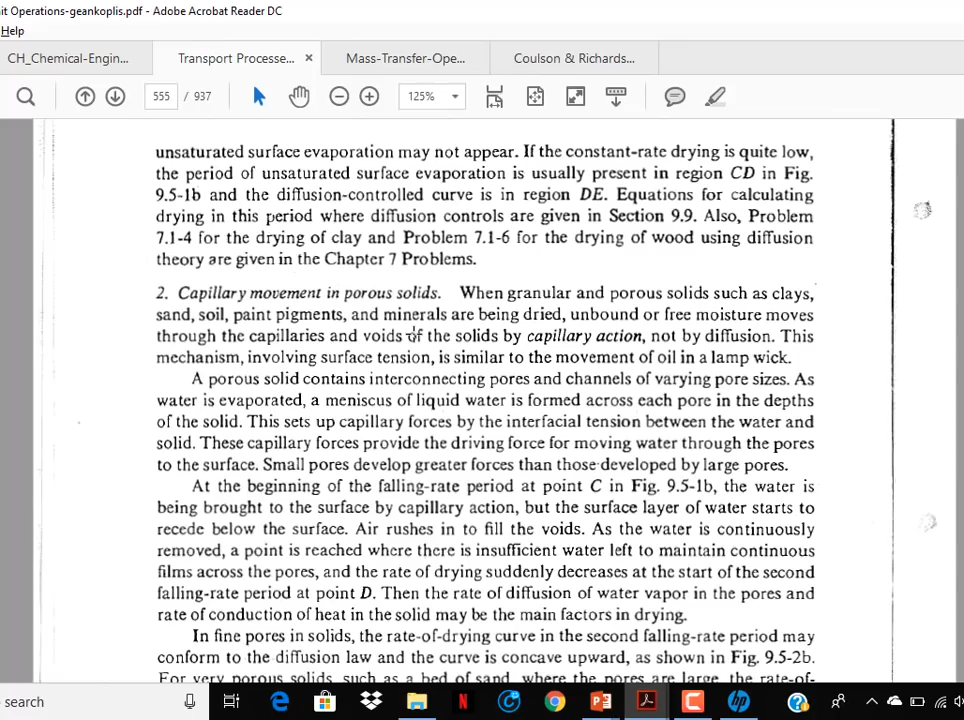 it Operations-geankoplis.pdf - Adobe Acrobat Reader DC
Help
CH_Chemical-Engin... Transport Processe... × Mass-Transfer-Ope... Coulson & Richards...
555 / 937 125%
unsaturated surface evaporation may not appear. If the constant-rate drying is quite low,
the period of unsaturated surface evaporation is usually present in region CD in Fig.
9.5-1b and the diffusion-controlled curve is in region DE. Equations for calculating
drying in this period where diffusion controls are given in Section 9.9. Also, Problem
7.1-4 for the drying of clay and Problem 7.1-6 for the drying of wood using diffusion
theory are given in the Chapter 7 Problems.
2. Capillary movement in porous solids. When granular and porous solids such as clays,
sand, soil, paint pigments, and minerals are being dried, unbound or free moisture moves
through the capillaries and voids of the solids by capillary action, not by diffusion. This
mechanism, involving surface tension, is similar to the movement of oil in a lamp wick.
A porous solid contains interconnecting pores and channels of varying pore sizes. As
water is evaporated, a meniscus of liquid water is formed across each pore in the depths
of the solid. This sets up capillary forces by the interfacial tension between the water and
solid. These capillary forces provide the driving force for moving water through the pores
to the surface. Small pores develop greater forces than those developed by large pores.
At the beginning of the falling-rate period at point C in Fig. 9.5-1b, the water is
being brought to the surface by capillary action, but the surface layer of water starts to
recede below the surface. Air rushes in to fill the voids. As the water is continuously
removed, a point is reached where there is insufficient water left to maintain continuous
films across the pores, and the rate of drying suddenly decreases at the start of the second
falling-rate period at point D. Then the rate of diffusion of water vapor in the pores and
rate of conduction of heat in the solid may be the main factors in drying.
In fine pores in solids, the rate-of-drying curve in the second falling-rate period may
conform to the diffusion law and the curve is concave upward, as shown in Fig. 9.5-2b.
For very porous solids, such as a bed of sand, where the pores are large, the rate-of-
search